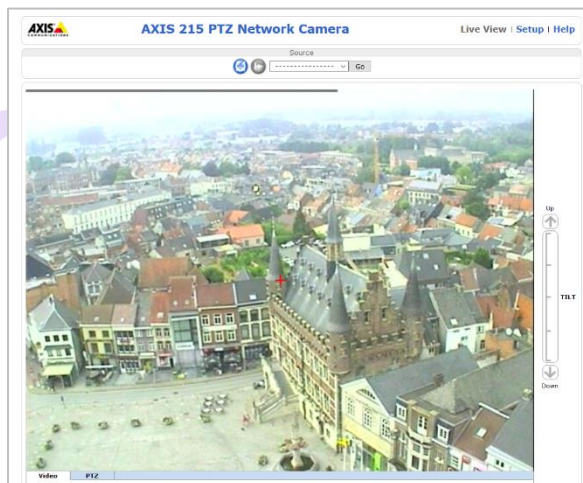 AXIS
COMMUNICATIONS
AXIS 215 PTZ Network Camera
Live View | Setup | Help
Source
---------------- Go
Up
TILT
Down
Video PTZ